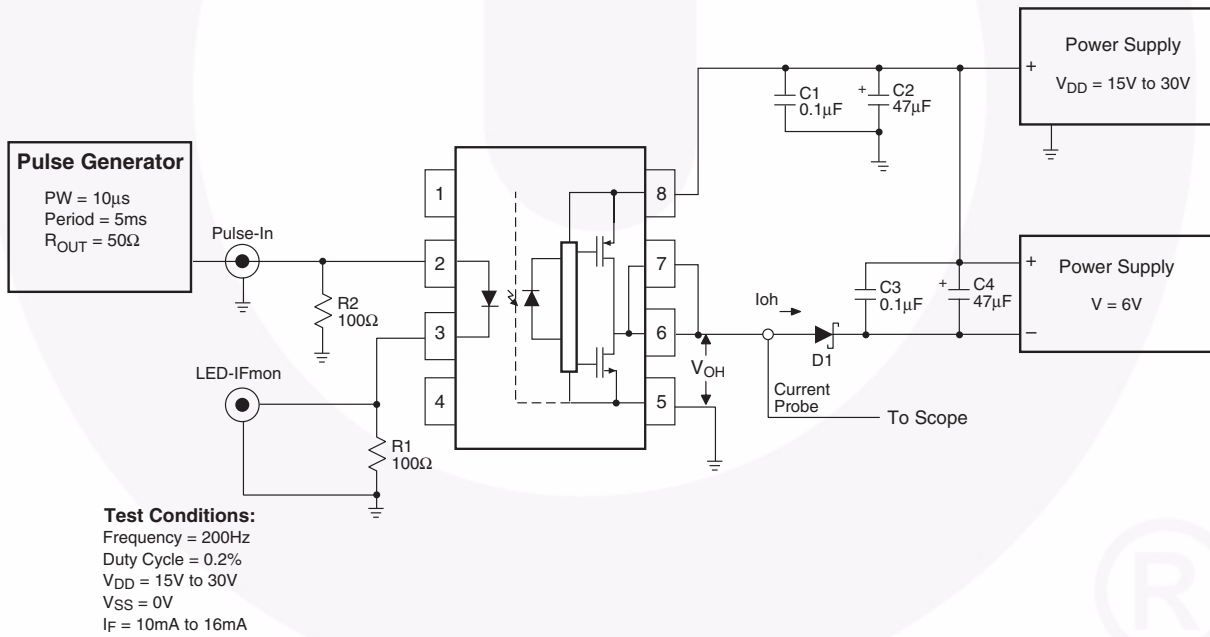 Pulse Generator
PW = 10μs
Period = 5ms
ROUT = 50Ω
Pulse-In
R2
100Ω
LED-IFmon
R1
100Ω
1
2
3
4
8
7
6
5
VOH
Ioh
Current
Probe
To Scope
D1
C1
0.1μF
+
C2
47μF
C3
0.1μF
+
C4
47μF
+
Power Supply
VDD = 15V to 30V
+
Power Supply
V = 6V
–
Test Conditions:
Frequency = 200Hz
Duty Cycle = 0.2%
VDD = 15V to 30V
VSS = 0V
IF = 10mA to 16mA
®